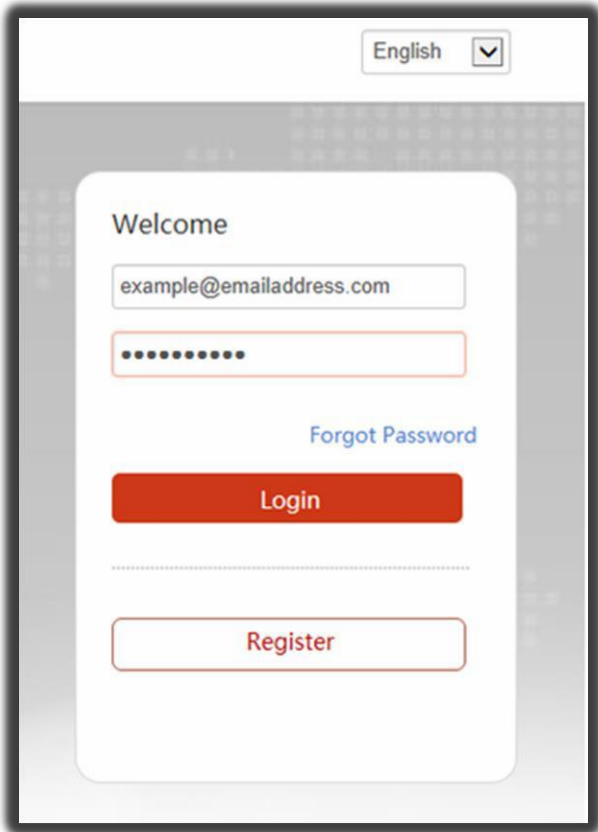 English
Welcome
example@emailaddress.com
••••••••••
Forgot Password
Login
Register